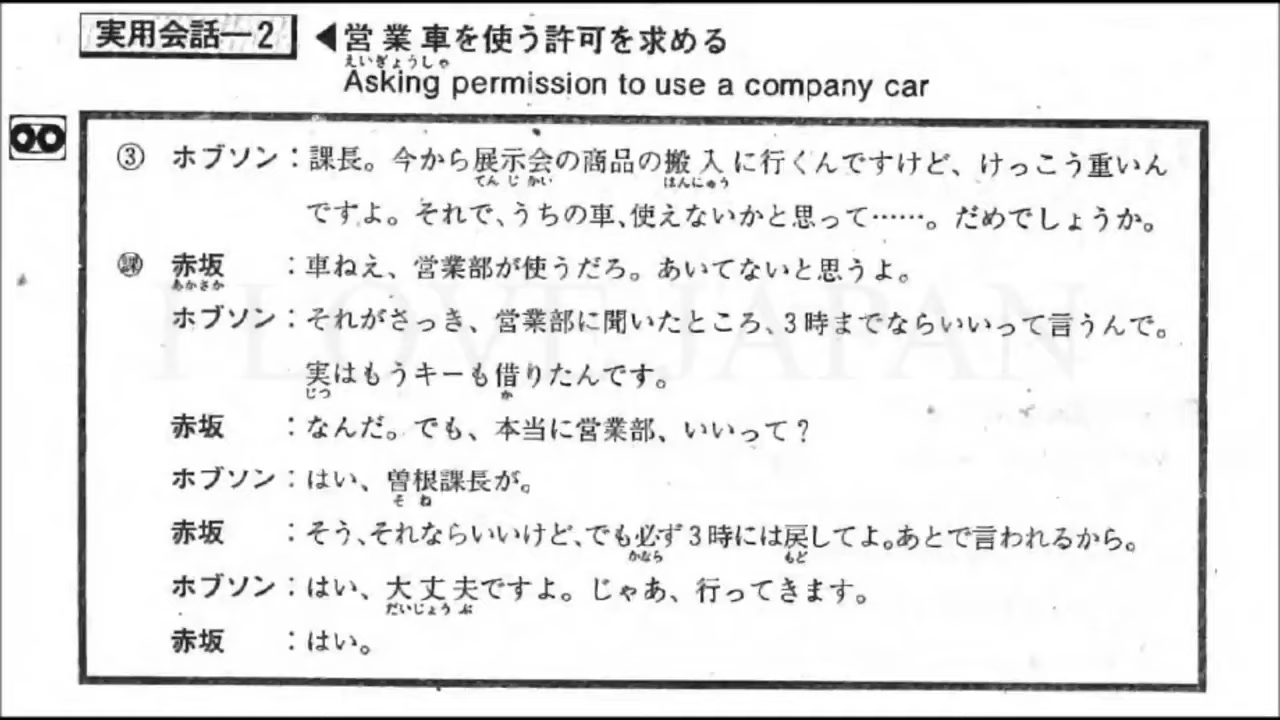 実用会話―2
◀営業車を使う許可を求める
えいぎょうしゃ
Asking permission to use a company car
③ ホブソン：課長。今から展示会の商品の搬入に行くんですけど、けっこう重いん
てんじかい はんにゅう
ですよ。それで、うちの車、使えないかと思って……。だめでしょうか。
課 赤坂：車ねえ、営業部が使うだろ。あいてないと思うよ。
あかさか
ホブソン：それがさっき、営業部に聞いたところ、3時までならいいって言うんで。
実はもうキーも借りたんです。
じつ か
赤坂：なんだ。でも、本当に営業部、いいって？
ホブソン：はい、曽根課長が。
そね
赤坂：そう、それならいいけど、でも必ず3時には戻してよ。あとで言われるから。
かなら もど
ホブソン：はい、大丈夫ですよ。じゃあ、行ってきます。
だいじょうぶ
赤坂：はい。
I LOVE JAPAN